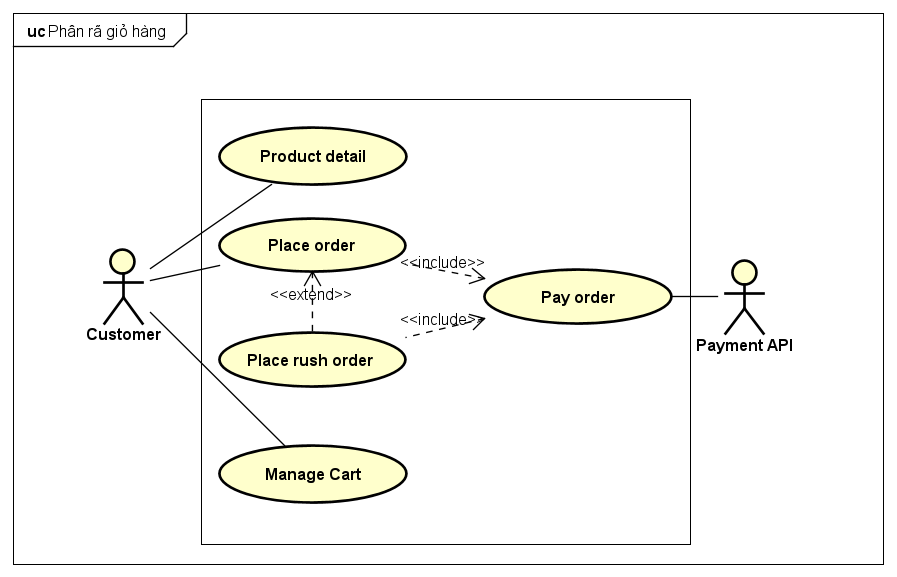 uc Phân rã giỏ hàng
Product detail
Place order
<<include>>
<<extend>>
Pay order
<<include>>
Customer
Payment API
Place rush order
Manage Cart